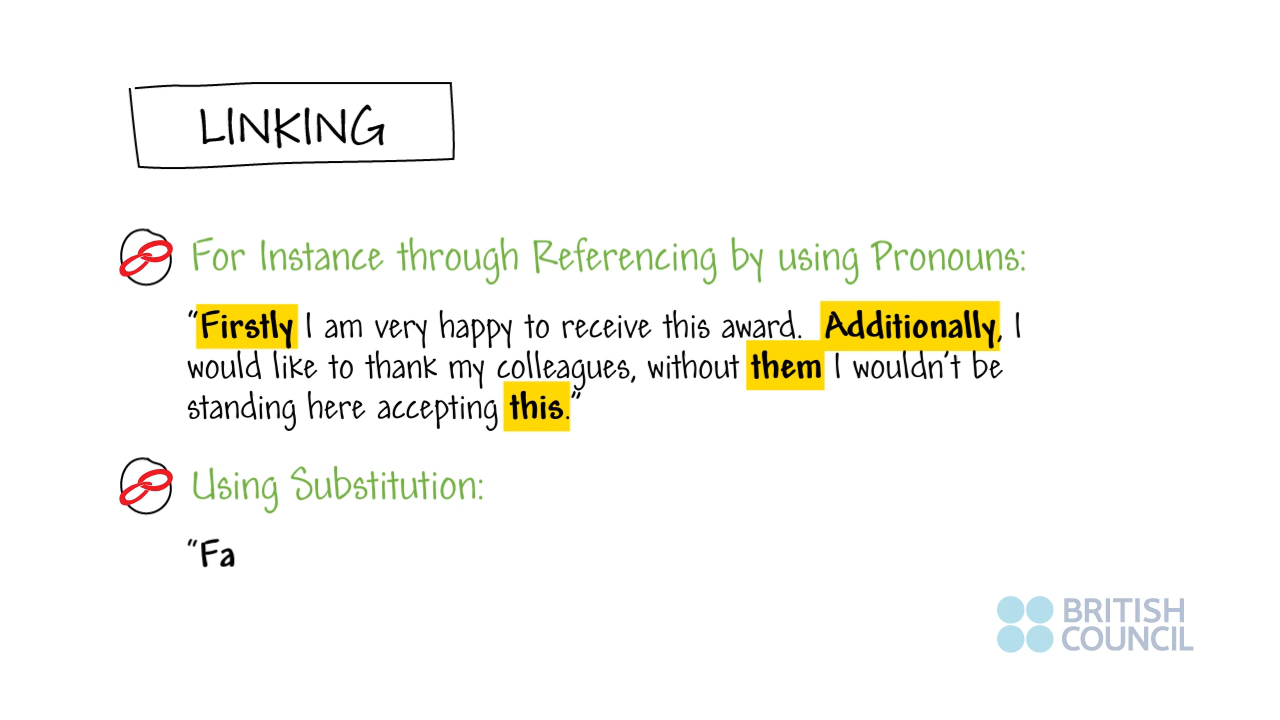 LINKING
For Instance through Referencing by using Pronouns:
“Firstly I am very happy to receive this award. Additionally, I
would like to thank my colleagues, without them I wouldn’t be
standing here accepting this.”
Using Substitution:
“Fa
BRITISH
COUNCIL